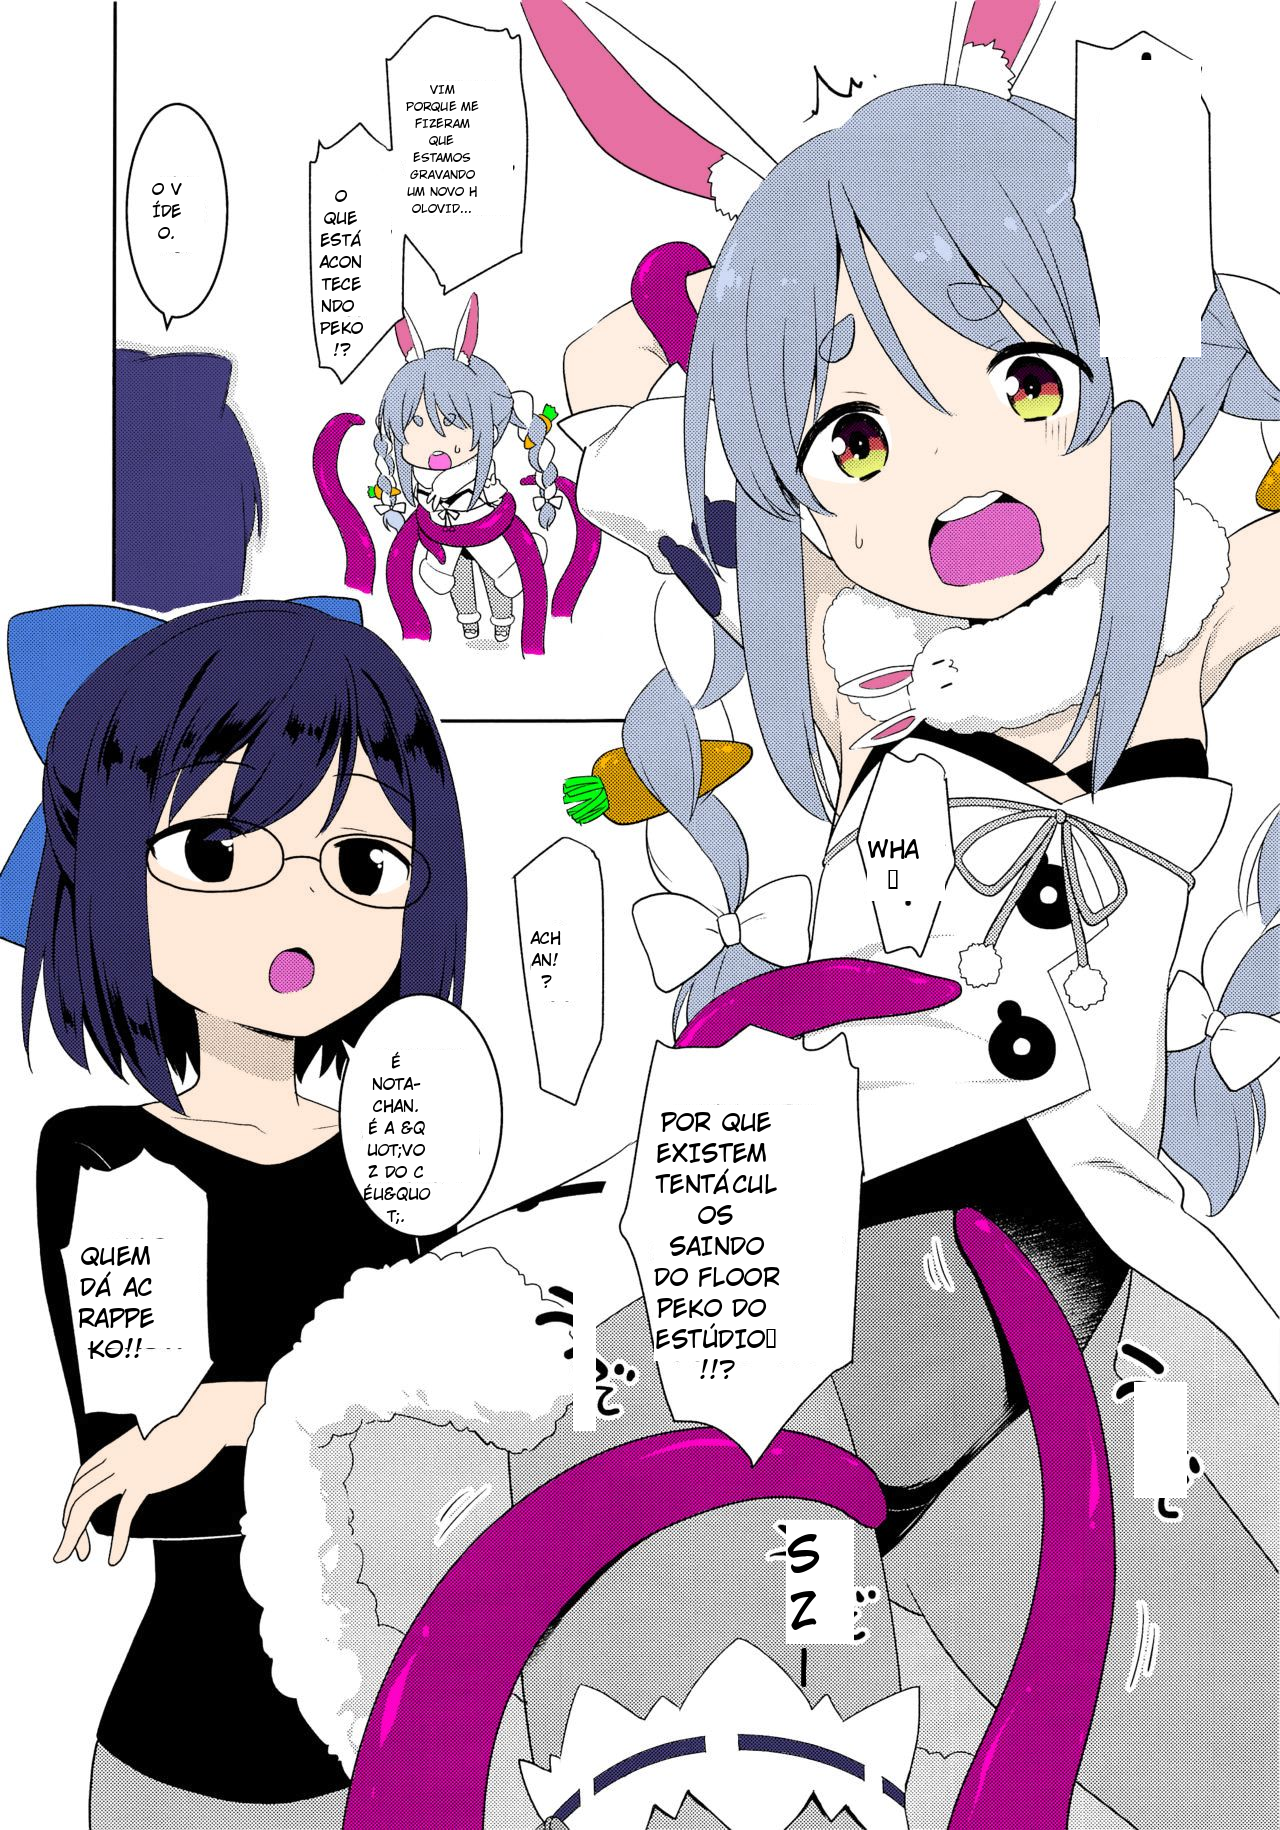 VIM
PORQUE ME
FIZERAM
QUE
ESTAMOS
GRAVANDO
UM NOVO H
OLOVID...
O
QUE
ESTÁ
ACON
TECE
NDO
PEKO
!?
O V
ÍDE
O.
WHA
ACH
AN!
?
É
NOTA-
CHAN.
É A &Q
UOT;VO
Z DO C
ÉU&QUO
T;.
POR QUE
EXISTEM
TENTÁCUL
OS
SAINDO
DO FLOOR
PEKO DO
ESTÚDIO
!!?
QUEM
DÁ AC
RAPPE
KO!!
S
Z